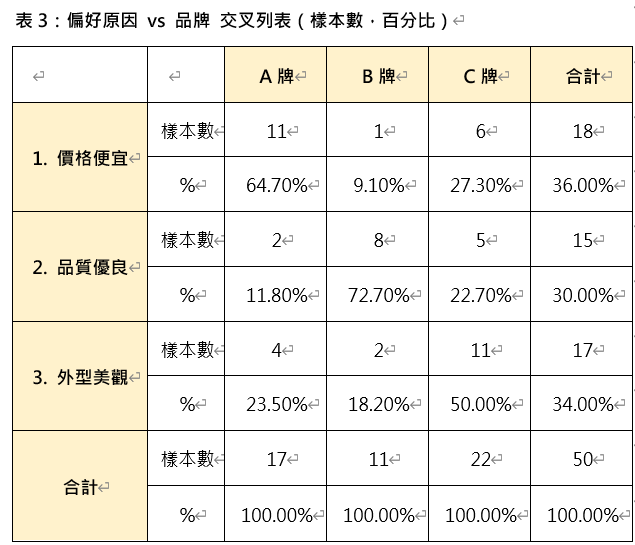 表 3：偏好原因 vs 品牌 交叉列表（樣本數，百分比）
A 牌 B 牌 C 牌 合計
1. 價格便宜 樣本數 11 1 6 18
% 64.70% 9.10% 27.30% 36.00%
2. 品質優良 樣本數 2 8 5 15
% 11.80% 72.70% 22.70% 30.00%
3. 外型美觀 樣本數 4 2 11 17
% 23.50% 18.20% 50.00% 34.00%
合計 樣本數 17 11 22 50
% 100.00% 100.00% 100.00% 100.00%